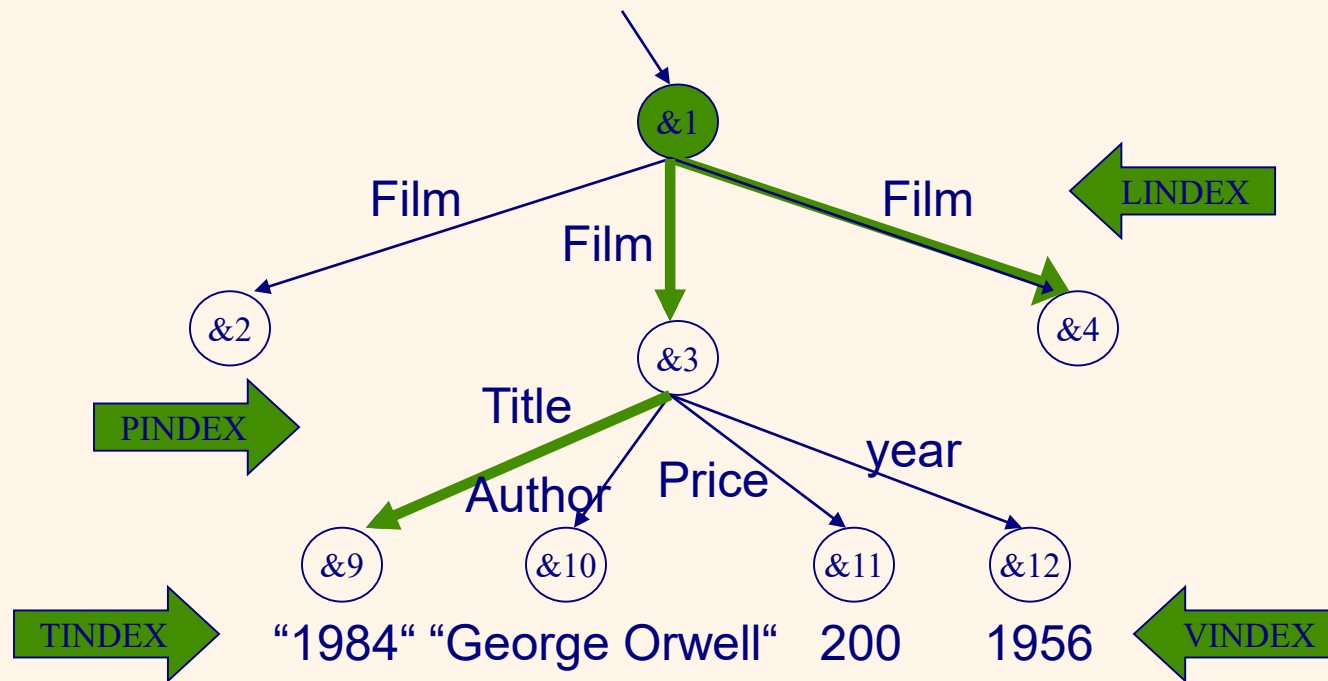 &1
Film
Film
Film
LINDEX
&2
&3
&4
PINDEX
Title
Author
Price
year
&9
&10
&11
&12
TINDEX
“1984“ “George Orwell“ 200 1956
VINDEX